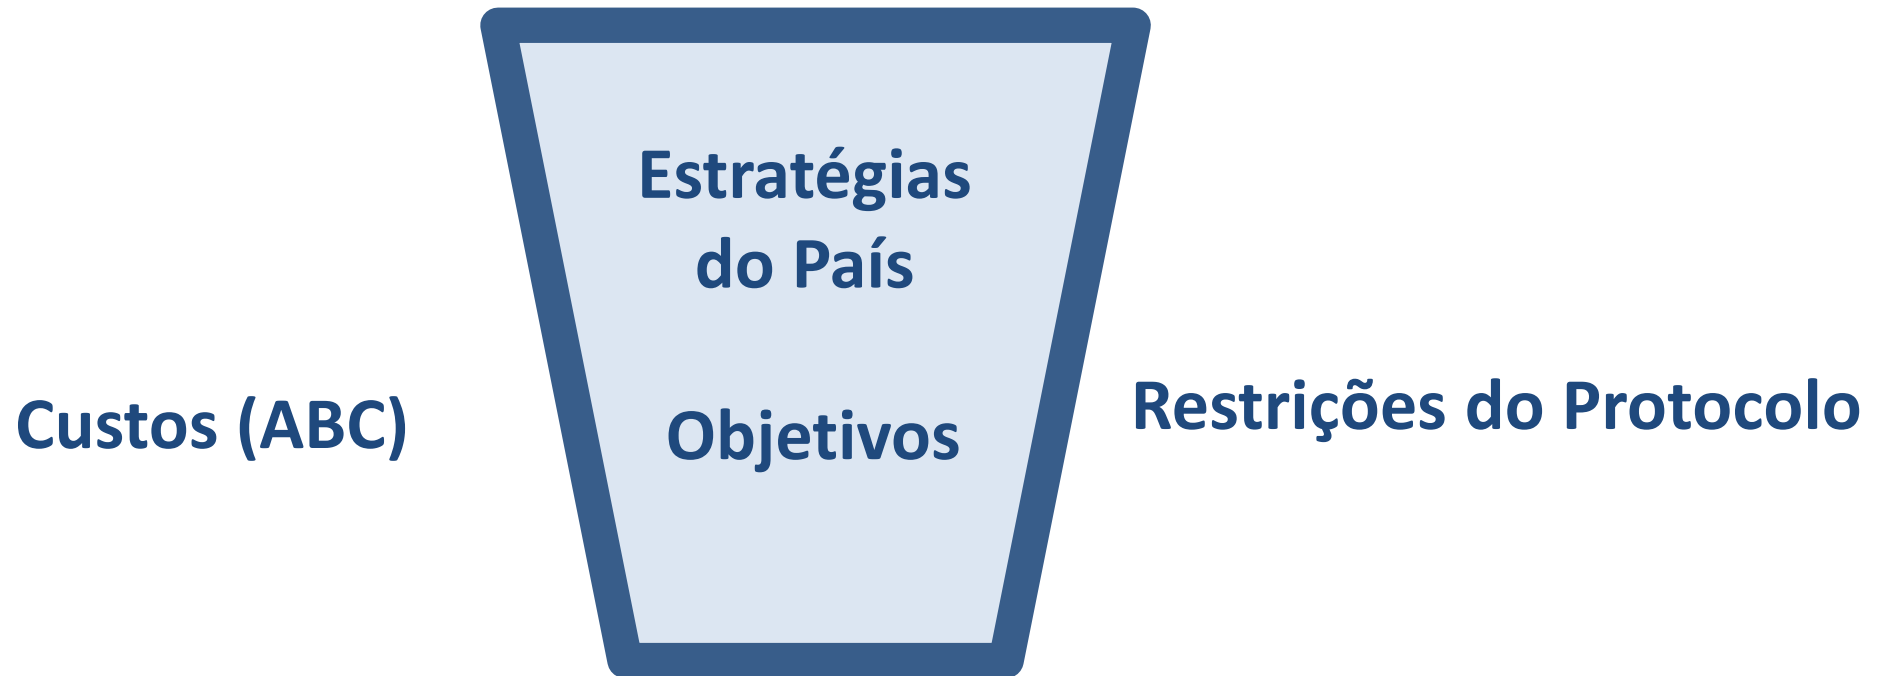 Estratégias
do País
Objetivos
Custos (ABC)
Restrições do Protocolo